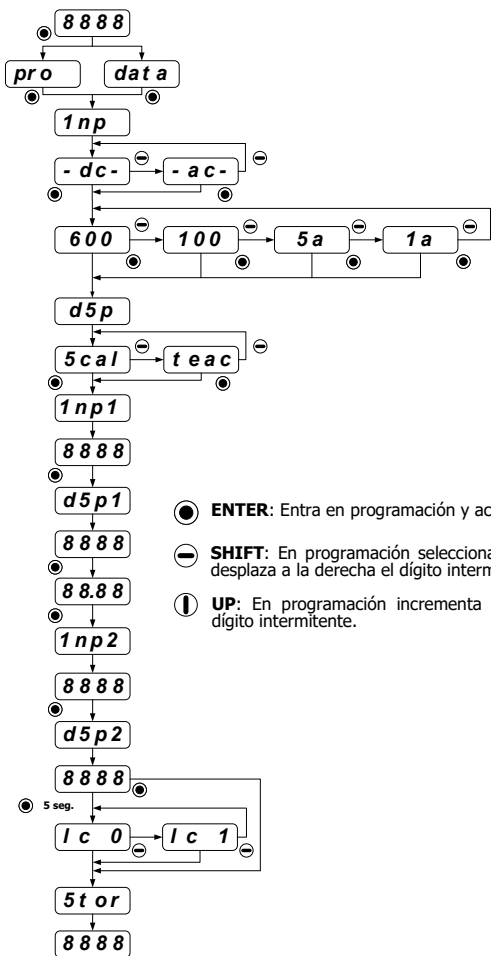 8888
pro data
1np
- dc- - ac-
600 100 5a 1a
d5p
5cal teac
1np1
8888
d5p1
ENTER: Entra en programación y ac
8888
SHIFT: En programación selecciona
desplaza a la derecha el dígito interm
88.88
UP: En programación incrementa
dígito intermitente.
1np2
8888
d5p2
8888
5 seg.
lc 0 lc 1
5tor
8888